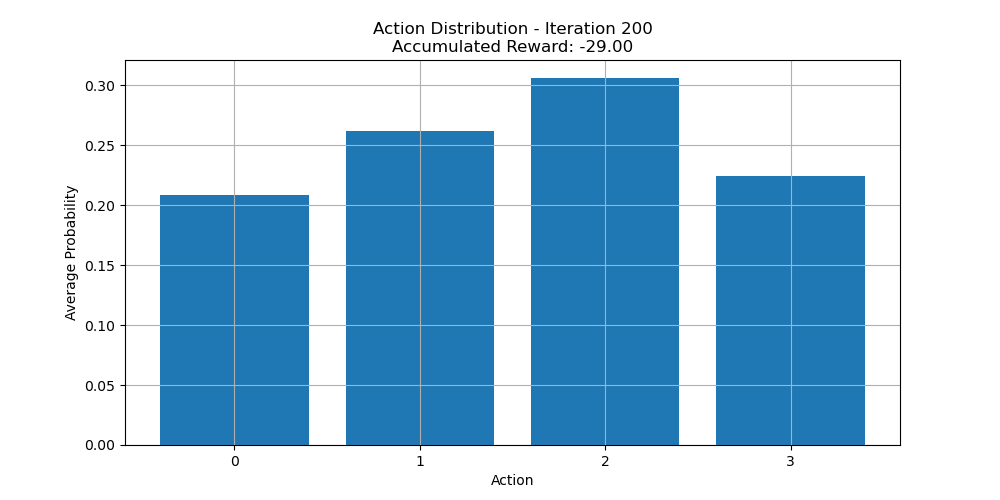 Action Distribution - Iteration 200
Accumulated Reward: -29.00
Average Probability
0.30
0.25
0.20
0.15
0.10
0.05
0.00
0 1 2 3
Action